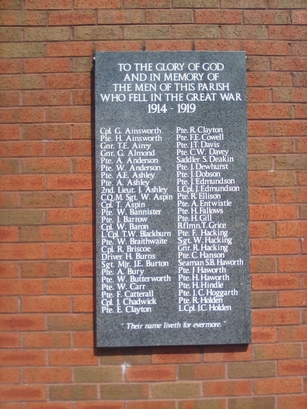 TO THE GLORY OF GOD
AND IN MEMORY OF
THE MEN OF THIS PARISH
WHO FELL IN THE GREAT WAR
1914 - 1919
Cpl. G. Ainsworth
Pte. H. Ainsworth
Gnr. T.E. Airey
Gnr. G. Almond
Pte. A. Anderson
Pte. W. Anderson
Pte. A.E. Ashley
Pte. A. Ashley
2nd. Lieut. J. Ashley
C.Q.M. Sgt. W. Aspin
Cpl. T. Aspin
Pte. W. Bannister
Pte. J. Barlow
Cpl. W. Baron
L.Cpl. T.W. Blackburn
Pte. W. Braithwaite
Cpl. R. Briscoe
Driver H. Burns
Sgt. Mjr. J.E. Burton
Pte. A. Bury
Pte. W. Butterworth
Pte. W. Carr
Pte. F. Catterall
Cpl. J. Chadwick
Pte. E. Clayton
Pte. R. Clayton
Pte. F.E. Cowell
Pte. J.T. Davis
Pte. C.W. Davey
Saddler S. Deakin
Pte. J. Dewhurst
Pte. J. Dobson
Pte. J. Edmundson
L.Cpl. J. Edmundson
Pte. R. Ellison
Pte. A. Entwistle
Pte. H. Fallows
Pte. H. Gill
Rflmn. T. Grice
Pte. F. Hacking
Sgt. W. Hacking
Gnr. R. Hacking
Pte. C. Hanson
Seaman S.B. Haworth
Pte. J. Haworth
Pte. H. Haworth
Pte. H. Hindle
Pte. J.C. Hoggarth
Pte. R. Holden
L.Cpl. J.C. Holden
"Their name liveth for evermore."